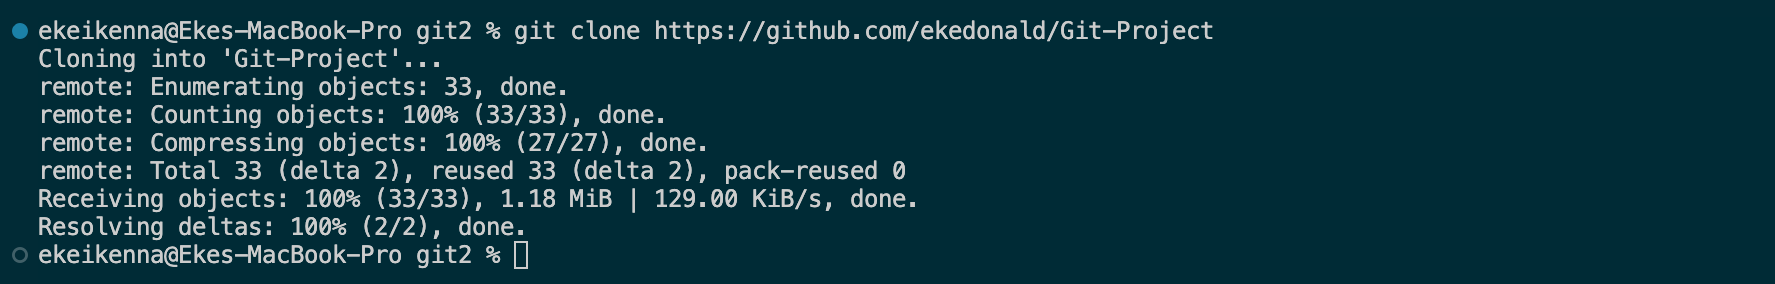 ekeikenna@Ekes-MacBook-Pro git2 % git clone https://github.com/ekedonald/Git-Project
Cloning into 'Git-Project'...
remote: Enumerating objects: 33, done.
remote: Counting objects: 100% (33/33), done.
remote: Compressing objects: 100% (27/27), done.
remote: Total 33 (delta 2), reused 33 (delta 2), pack-reused 0
Receiving objects: 100% (33/33), 1.18 MiB | 129.00 KiB/s, done.
Resolving deltas: 100% (2/2), done.
ekeikenna@Ekes-MacBook-Pro git2 %